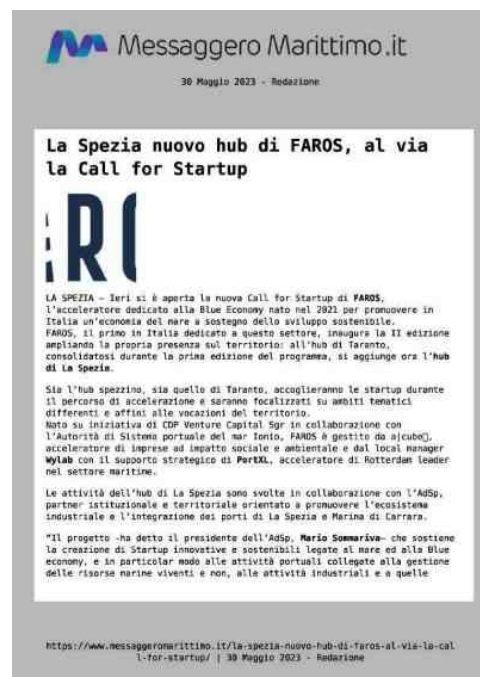 Messaggero Marittimo.it
30 Maggio 2023 - Redazione
La Spezia nuovo hub di FAROS, al via
la Call for Startup
LA SPEZIA – Ieri si è aperta la nuova Call for Startup di FAROS,
l'acceleratore dedicato alla Blue Economy nato nel 2021 per promuovere in
Italia un'economia del mare a sostegno dello sviluppo sostenibile.
FAROS, il primo in Italia dedicato a questo settore, inaugura la II edizione
ampliando la propria presenza sul territorio: all'hub di Taranto,
consolidatosi durante la prima edizione del programma, si aggiunge ora l'hub
di La Spezia.
Sia l'hub spezzino, sia quello di Taranto, accoglieranno le startup durante
il percorso di accelerazione e saranno focalizzati su ambiti tematici
differenti e affini alle vocazioni del territorio.
Nato su iniziativa di CDP Venture Capital Sgr in collaborazione con
l'Autorità di Sistema portuale del mar Ionio, FAROS è gestito da a|cube,
acceleratore di imprese ad impatto sociale e ambientale e dal local manager
Wylab con il supporto strategico di PortXL, acceleratore di Rotterdam leader
nel settore maritime.
Le attività dell'hub di La Spezia sono svolte in collaborazione con l'AdSp,
partner istituzionale e territoriale orientato a promuovere l'ecosistema
industriale e l'integrazione dei porti di La Spezia e Marina di Carrara.
"Il progetto -ha detto il presidente dell'AdSp, Mario Sommariva- che sostiene
la creazione di Startup innovative e sostenibili legate al mare ed alla Blue
economy, e in particolar modo alle attività portuali collegate alla gestione
delle risorse marine viventi e non, alle attività industriali e a quelle
https://www.messaggeromarittimo.it/la-spezia-nuovo-hub-di-faros-al-via-la-cal
l-for-startup/ | 30 Maggio 2023 - Redazione